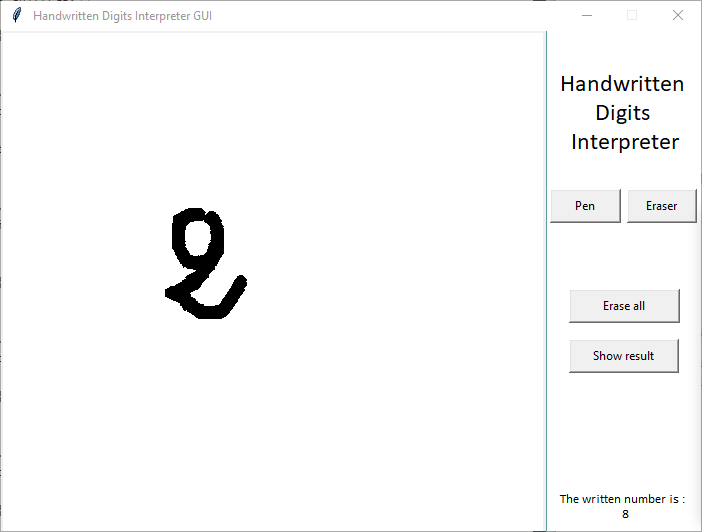 Handwritten Digits Interpreter GUI
Handwritten
Digits
Interpreter
Pen
Eraser
Erase all
Show result
The written number is :
8